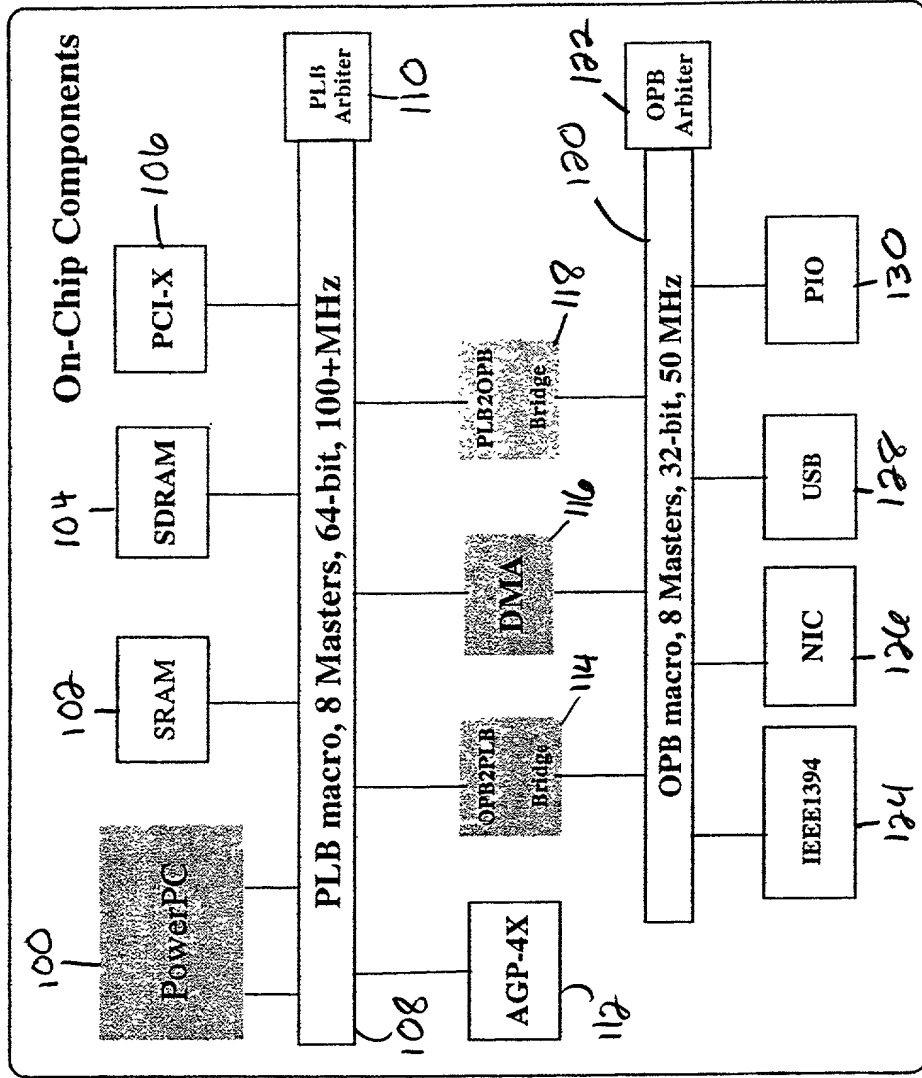 On-Chip Components
100
102
104
106
PowerPC
SRAM
SDRAM
PCI-X
PLB macro, 8 Masters, 64-bit, 100+MHz
PLB
Arbiter
108
110
AGP-4X
112
OPB2PLB
Bridge
114
DMA
116
PLB2OPB
Bridge
118
120
122
OPB macro, 8 Masters, 32-bit, 50 MHz
OPB
Arbiter
IEEE1394
NIC
USB
PIO
124
126
128
130